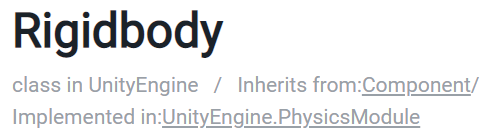 Rigidbody
class in UnityEngine / Inherits from:Component/
Implemented in:UnityEngine.PhysicsModule